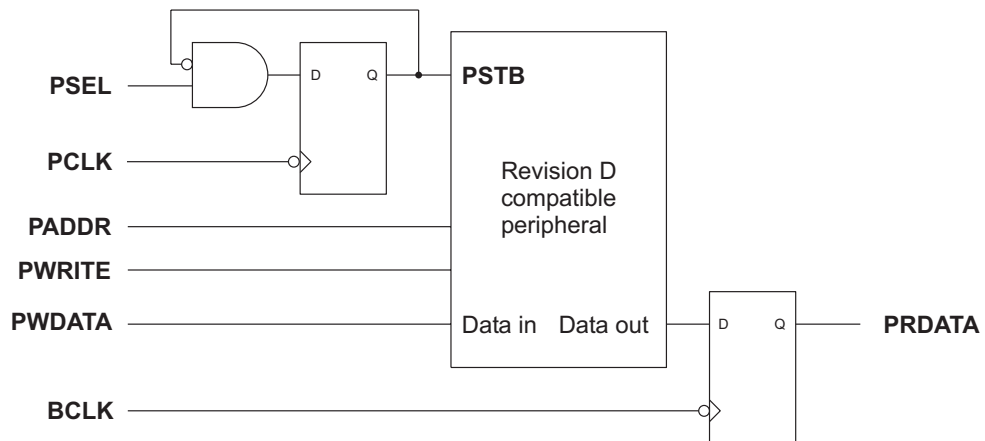 D Q
PSEL
PSTB
PCLK
Revision D
compatible
peripheral
PADDR
PWRITE
PWDATA
Data in Data out
D Q
PRDATA
BCLK